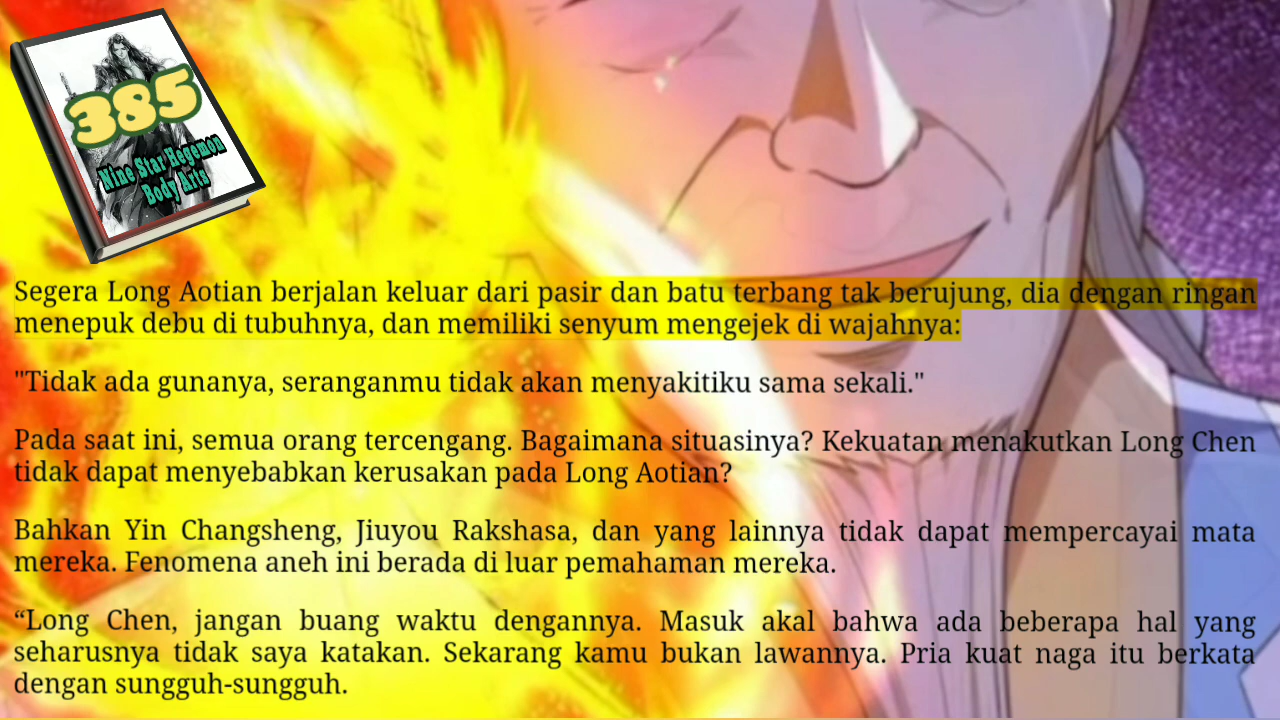 385
Nine Star Hegemon
Body Arts
Segera Long Aotian berjalan keluar dari pasir dan batu terbang tak berujung, dia dengan ringan
menepuk debu di tubuhnya, dan memiliki senyum mengejek di wajahnya:
"Tidak ada gunanya, seranganmu tidak akan menyakitiku sama sekali."
Pada saat ini, semua orang tercengang. Bagaimana situasinya? Kekuatan menakutkan Long Chen
tidak dapat menyebabkan kerusakan pada Long Aotian?
Bahkan Yin Changsheng, Jiuyou Rakshasa, dan yang lainnya tidak dapat mempercayai mata
mereka. Fenomena aneh ini berada di luar pemahaman mereka.
“Long Chen, jangan buang waktu dengannya. Masuk akal bahwa ada beberapa hal yang
seharusnya tidak saya katakan. Sekarang kamu bukan lawannya. Pria kuat naga itu berkata
dengan sungguh-sungguh.